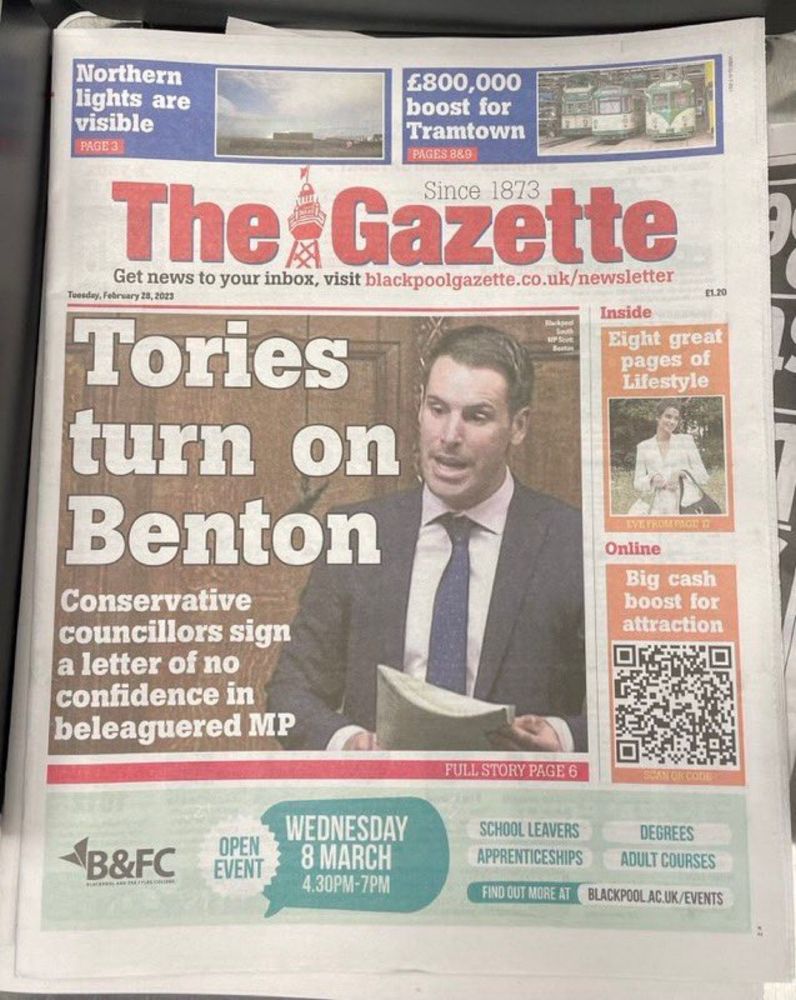 Northern
lights are
visible
PAGE 3
£800,000
boost for
Tramtown
PAGES 8&9
Since 1873
The Gazette
Get news to your inbox, visit blackpoolgazette.co.uk/newsletter
Tuesday, February 28, 2023
£1.20
Blackpool
South
MP Scott
Benton
Tories
turn on
Benton
Conservative
councillors sign
a letter of no
confidence in
beleaguered MP
FULL STORY PAGE 6
Inside
Eight great
pages of
Lifestyle
EVE FROM PAGE 17
Online
Big cash
boost for
attraction
SCAN QR CODE
B&FC
BLACKPOOL AND THE FYLDE COLLEGE
OPEN
EVENT
WEDNESDAY
8 MARCH
4.30PM-7PM
SCHOOL LEAVERS
DEGREES
APPRENTICESHIPS
ADULT COURSES
FIND OUT MORE AT
BLACKPOOL.AC.UK/EVENTS